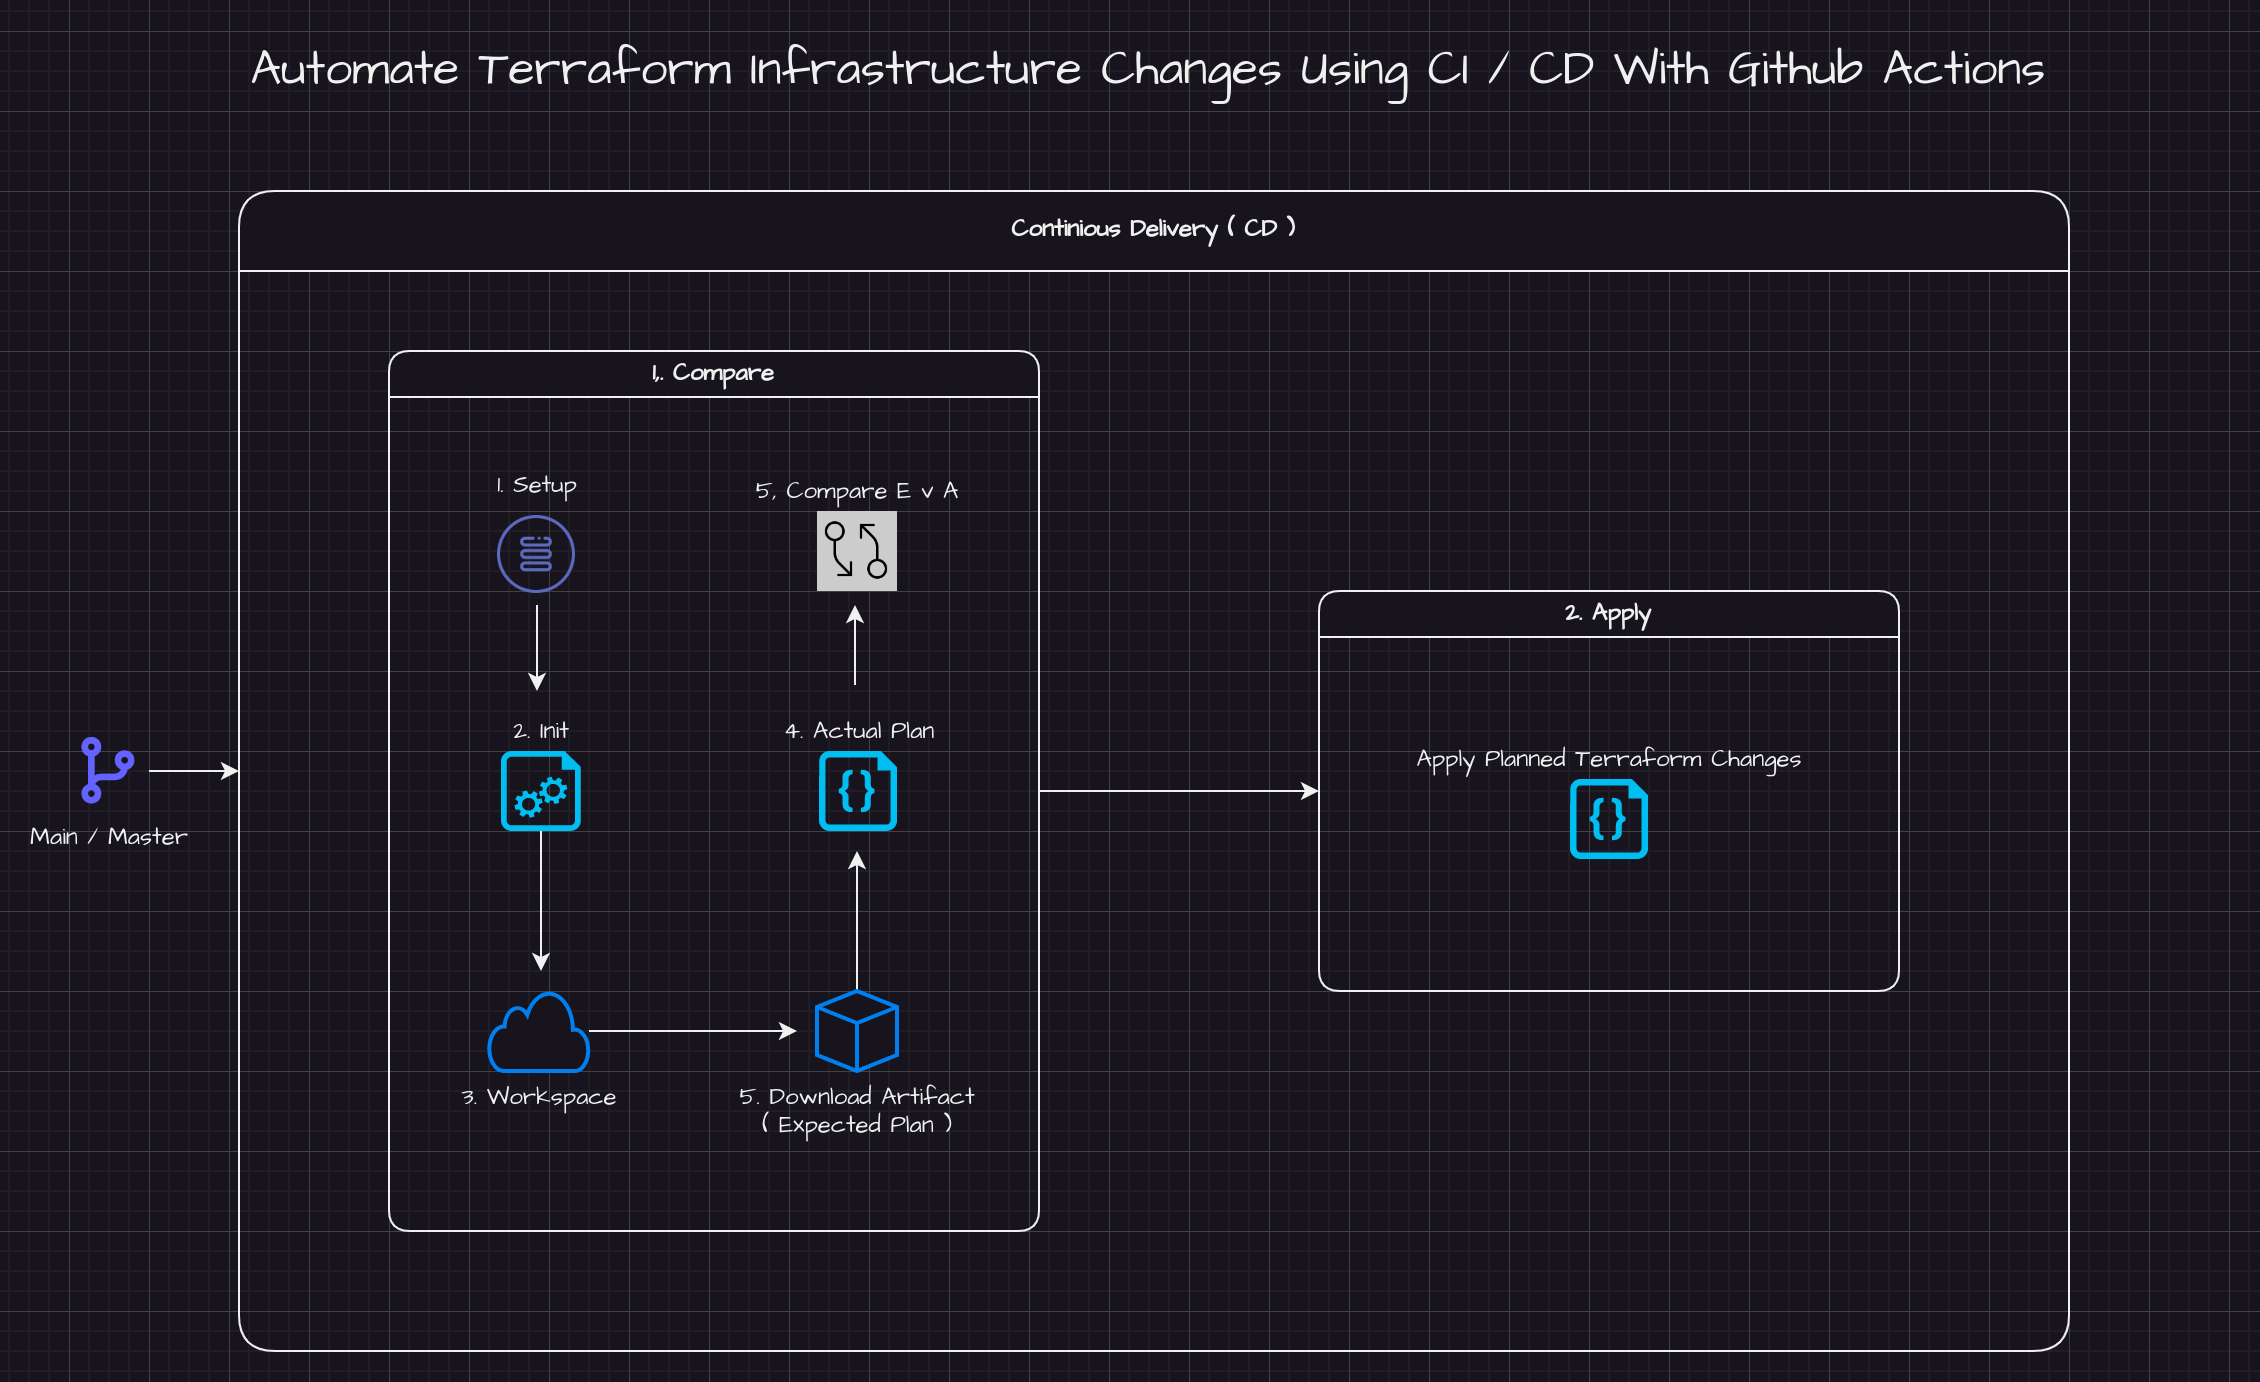 Automate Terraform Infrastructure Changes Using CI / CD With Github Actions
Continious Delivery ( CD )
1,. Compare
1. Setup
5, Compare E v A
2. Init
4. Actual Plan
3. Workspace
5. Download Artifact
( Expected Plan )
Main / Master
2. Apply
Apply Planned Terraform Changes